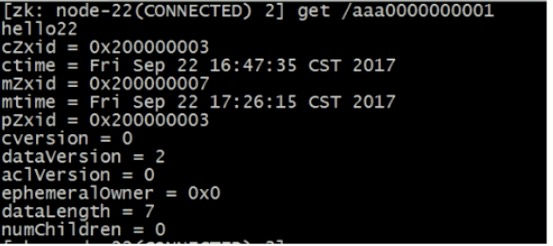 [zk: node-22(CONNECTED) 2] get /aaa0000000001
hello22
cZxid = 0x200000003
ctime = Fri Sep 22 16:47:35 CST 2017
mZxid = 0x200000007
mtime = Fri Sep 22 17:26:15 CST 2017
pZxid = 0x200000003
cversion = 0
dataVersion = 2
aclVersion = 0
ephemeralOwner = 0x0
dataLength = 7
numChildren = 0